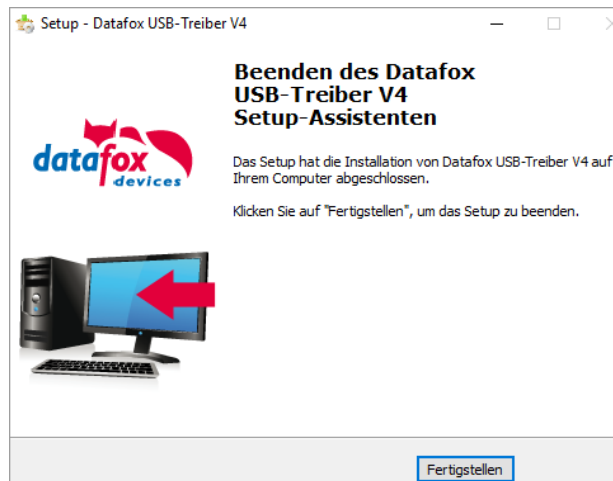 Setup - Datafox USB-Treiber V4
Beenden des Datafox
USB-Treiber V4
Setup-Assistenten
datafox
devices
Das Setup hat die Installation von Datafox USB-Treiber V4 auf
Ihrem Computer abgeschlossen.
Klicken Sie auf "Fertigstellen", um das Setup zu beenden.
Fertigstellen